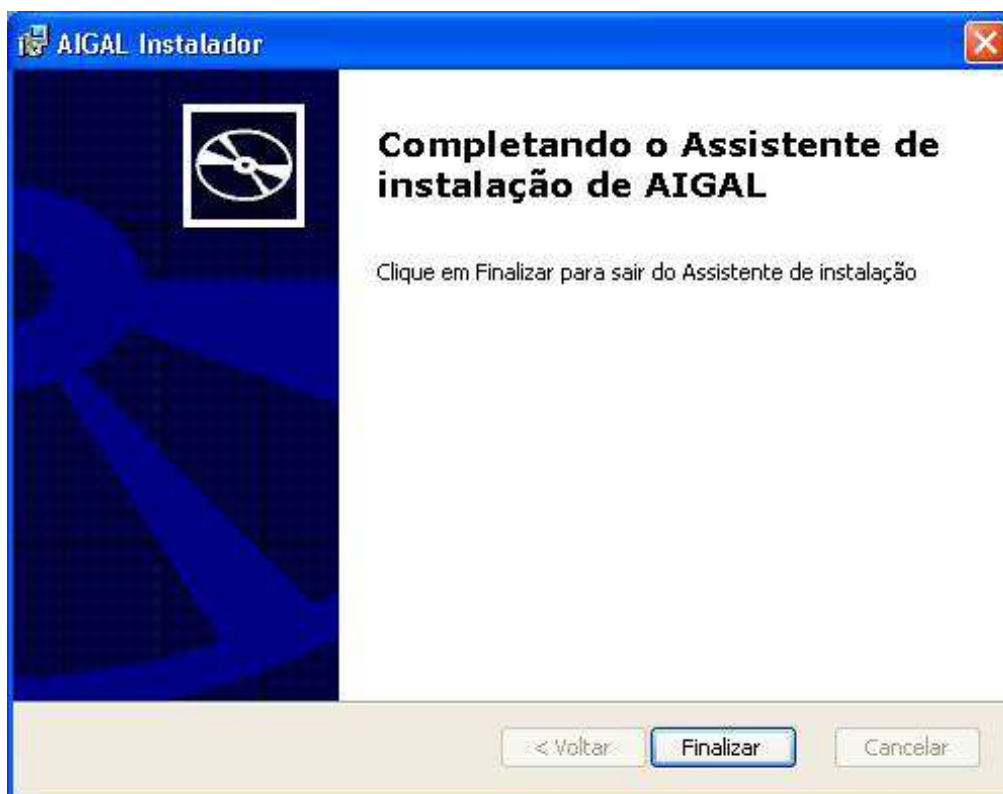 AIGAL Instalador
Completando o Assistente de
instalação de AIGAL
Clique em Finalizar para sair do Assistente de instalação
< Voltar
Finalizar
Cancelar